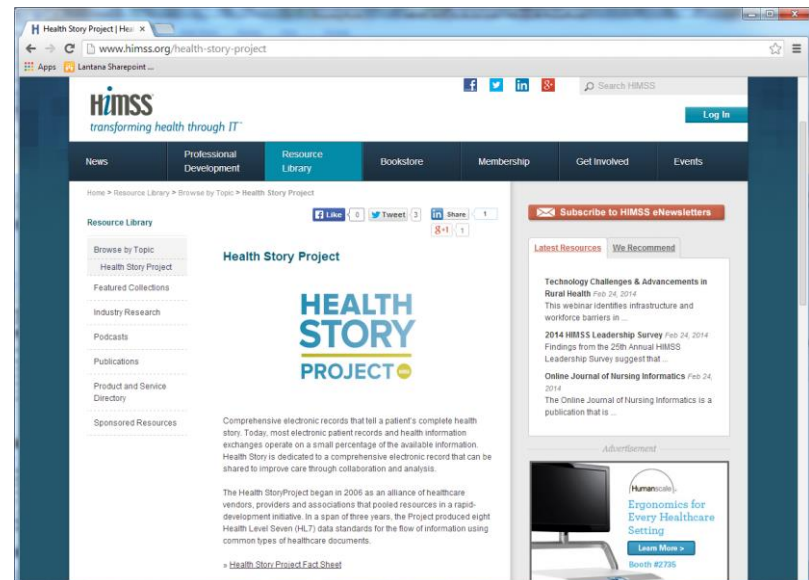 Health Story Project | Hea
www.himss.org/health-story-project
Apps
Lantana Sharepoint ...
Search HIMSS
HIMSS
transforming health through IT™
Log In
News
Professional
Development
Resource
Library
Bookstore
Membership
Get Involved
Events
Home > Resource Library > Browse by Topic > Health Story Project
Resource Library
Browse by Topic
Health Story Project
Featured Collections
Industry Research
Podcasts
Publications
Product and Service
Directory
Sponsored Resources
Like 0 Tweet 3 in Share 1
g+1 1
Health Story Project
HEALTH
STORY
PROJECT
Comprehensive electronic records that tell a patient's complete health
story. Today, most electronic patient records and health information
exchanges operate on a small percentage of the available information.
Health Story is dedicated to a comprehensive electronic record that can be
shared to improve care through collaboration and analysis.
The Health StoryProject began in 2006 as an alliance of healthcare
vendors, providers and associations that pooled resources in a rapid-
development initiative. In a span of three years, the Project produced eight
Health Level Seven (HL7) data standards for the flow of information using
common types of healthcare documents.
» Health Story Project Fact Sheet
Subscribe to HIMSS eNewsletters
Latest Resources We Recommend
Technology Challenges & Advancements in
Rural Health Feb 24, 2014
This webinar identifies infrastructure and
workforce barriers in ...
2014 HIMSS Leadership Survey Feb 24, 2014
Findings from the 25th Annual HIMSS
Leadership Survey suggest that ...
Online Journal of Nursing Informatics Feb 24,
2014
The Online Journal of Nursing Informatics is a
publication that is ...
Advertisement
Humanscale
Ergonomics for
Every Healthcare
Setting
Learn More >
Booth #2735